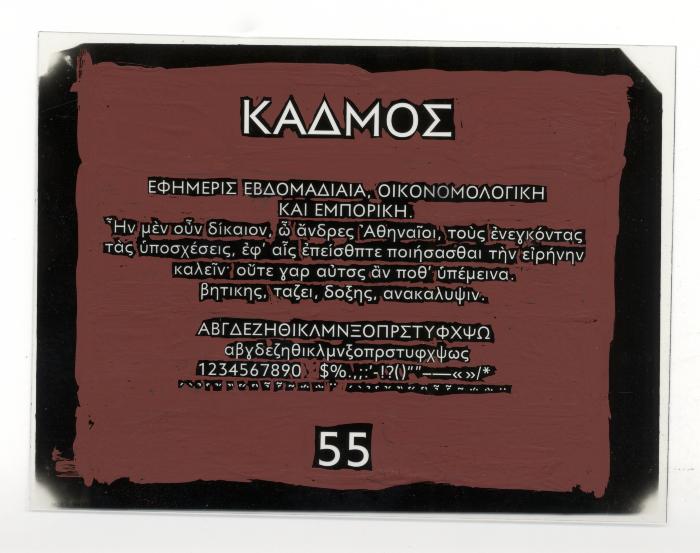 ΚΑΔΜΟΣ
ΕΦΗΜΕΡΙΣ ΕΒΔΟΜΑΔΙΑΙΑ, ΟΙΚΟΝΟΜΟΛΟΓΙΚΗ
ΚΑΙ ΕΜΠΟΡΙΚΗ.
Ἦν μὲν οὖν δίκαιον, ὦ ἄνδρες Ἀθηναῖοι, τοὺς ἐνεγκόντας
τὰς ὑποσχέσεις, ἐφ’ αἷς ἐπείσθπτε ποιήσασθαι τὴν εἰρήνην
καλεῖν· οὔτε γαρ αὐτσς ἂν ποθ’ ὑπέμεινα.
βητικης, ταζει, δοξης, ανακαλυψιν.
ΑΒΓΔΕΖΗΘΙΚΛΜΝΞΟΠΡΣΤΥΦΧΨΩ
αβγδεζηθικλμνξοπρστυφχψως
1234567890 $%.,;:’-!?()“”—–«»/*
55